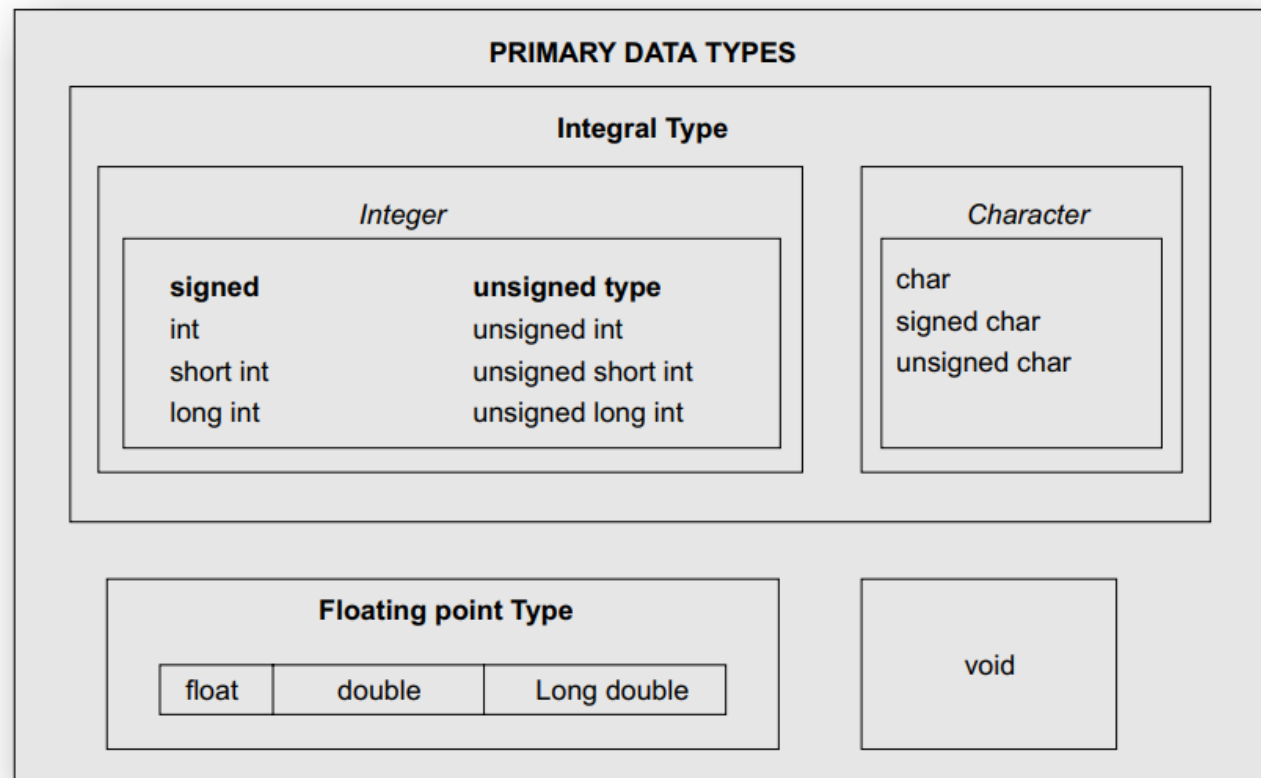 PRIMARY DATA TYPES
Integral Type
Integer
signed unsigned type
int unsigned int
short int unsigned short int
long int unsigned long int
Character
char
signed char
unsigned char
Floating point Type
float double Long double
void